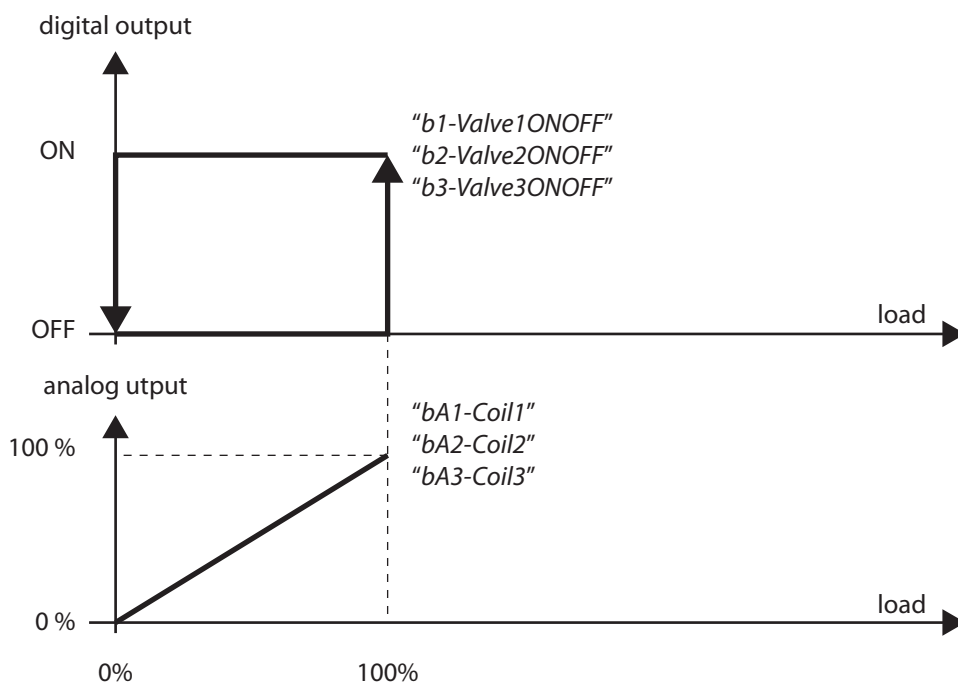 digital output
“b1-Valve1ONOFF”
ON
“b2-Valve2ONOFF”
“b3-Valve3ONOFF”
load
OFF
analog utput
“bA1-Coil1”
100 %
“bA2-Coil2”
“bA3-Coil3”
load
0 %
0%
100%